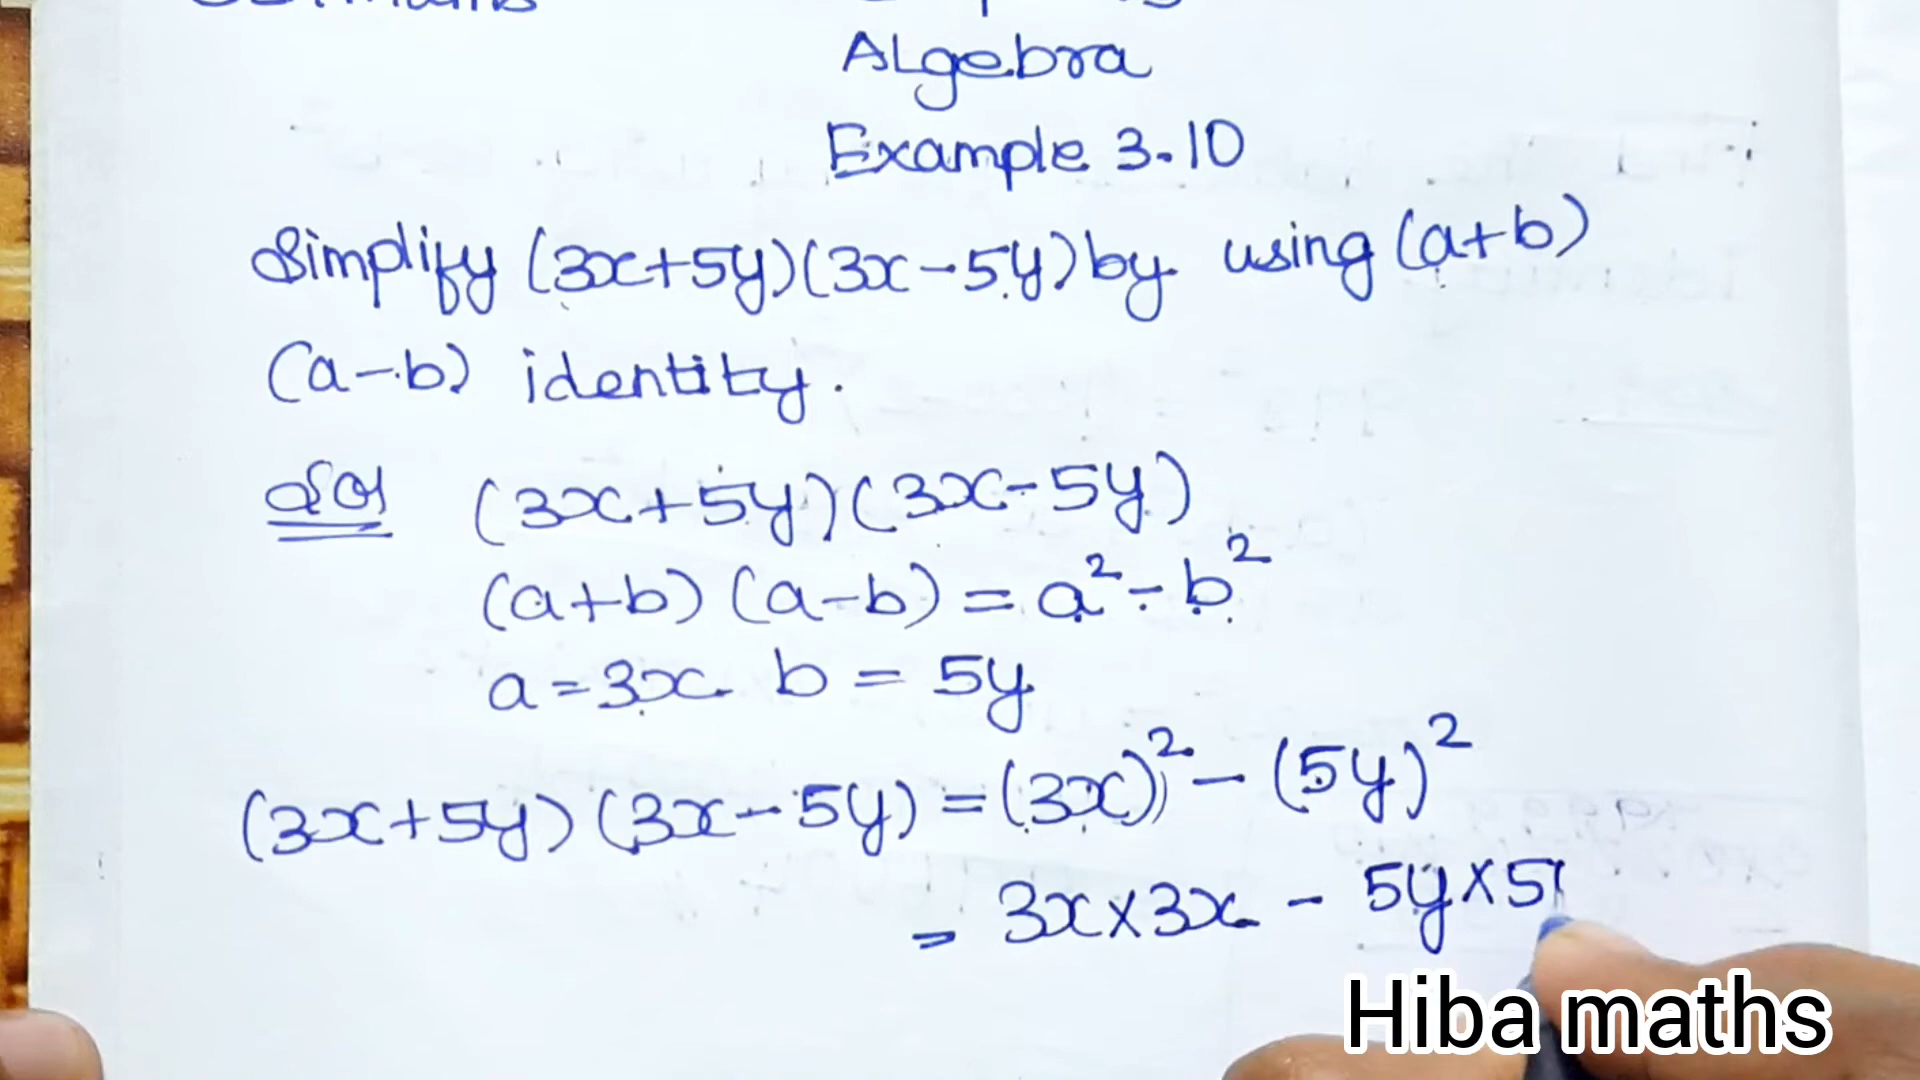 Algebra
Example 3.10
Simplify (3x+5y)(3x-5y) by using (a+b)
(a-b) identity.
Sol (3x+5y)(3x-5y)
(a+b) (a-b) = a² - b²
a=3x b = 5y
(3x+5y) (3x-5y) = (3x)² - (5y)²
= 3x×3x - 5y×5
Hiba maths